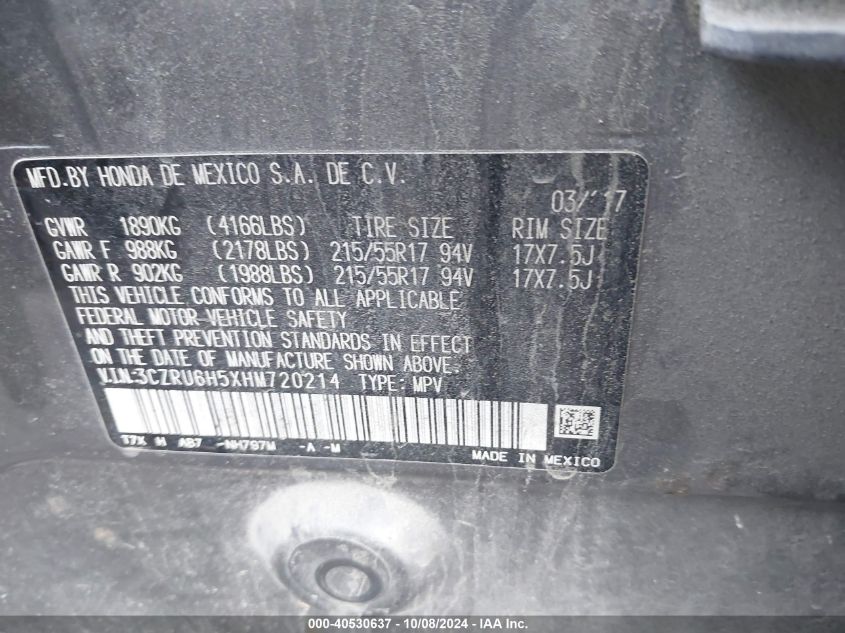 MFD.BY HONDA DE MEXICO S.A. DE C.V.
03/'17
GVWR 1890KG (4166LBS) TIRE SIZE RIM SIZE
GAWR F 988KG (2178LBS) 215/55R17 94V 17X7.5J
GAWR R 902KG (1988LBS) 215/55R17 94V 17X7.5J
THIS VEHICLE CONFORMS TO ALL APPLICABLE
FEDERAL MOTOR VEHICLE SAFETY
AND THEFT PREVENTION STANDARDS IN EFFECT
ON THE DATE OF MANUFACTURE SHOWN ABOVE.
V.I.N:3CZRU6H5XHM720214 TYPE: MPV
T7X H AB7 -NH797M -A -M
MADE IN MEXICO
000-40530637 - 10/08/2024 - IAA Inc.